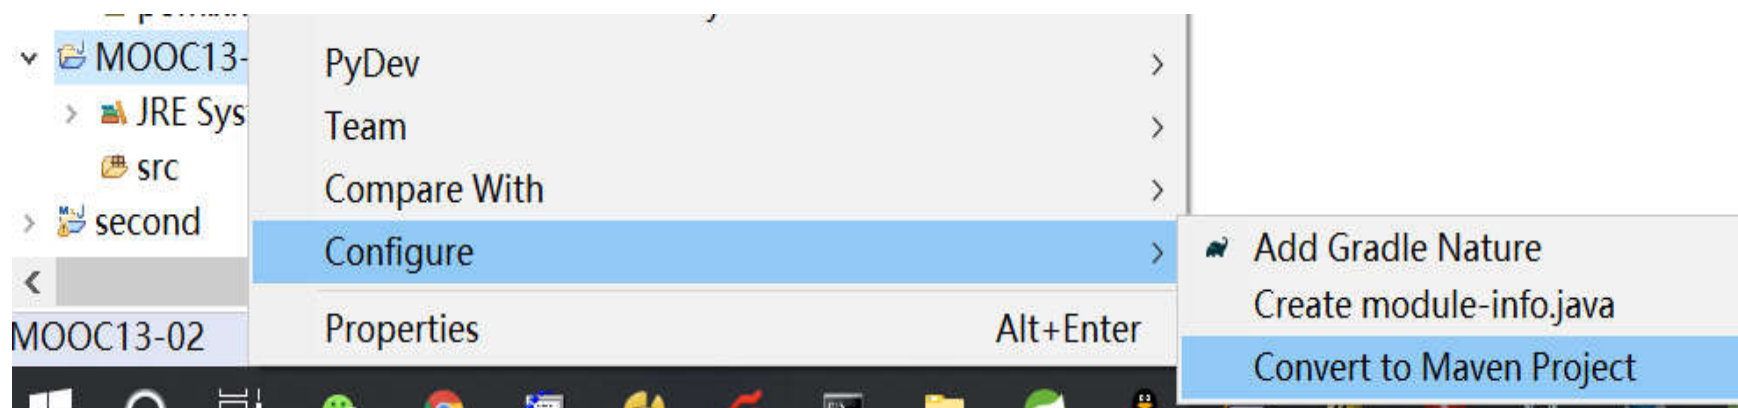 MOOC13-
JRE Sys
src
second
MOOC13-02
PyDev
Team
Compare With
Configure
Properties Alt+Enter
Add Gradle Nature
Create module-info.java
Convert to Maven Project